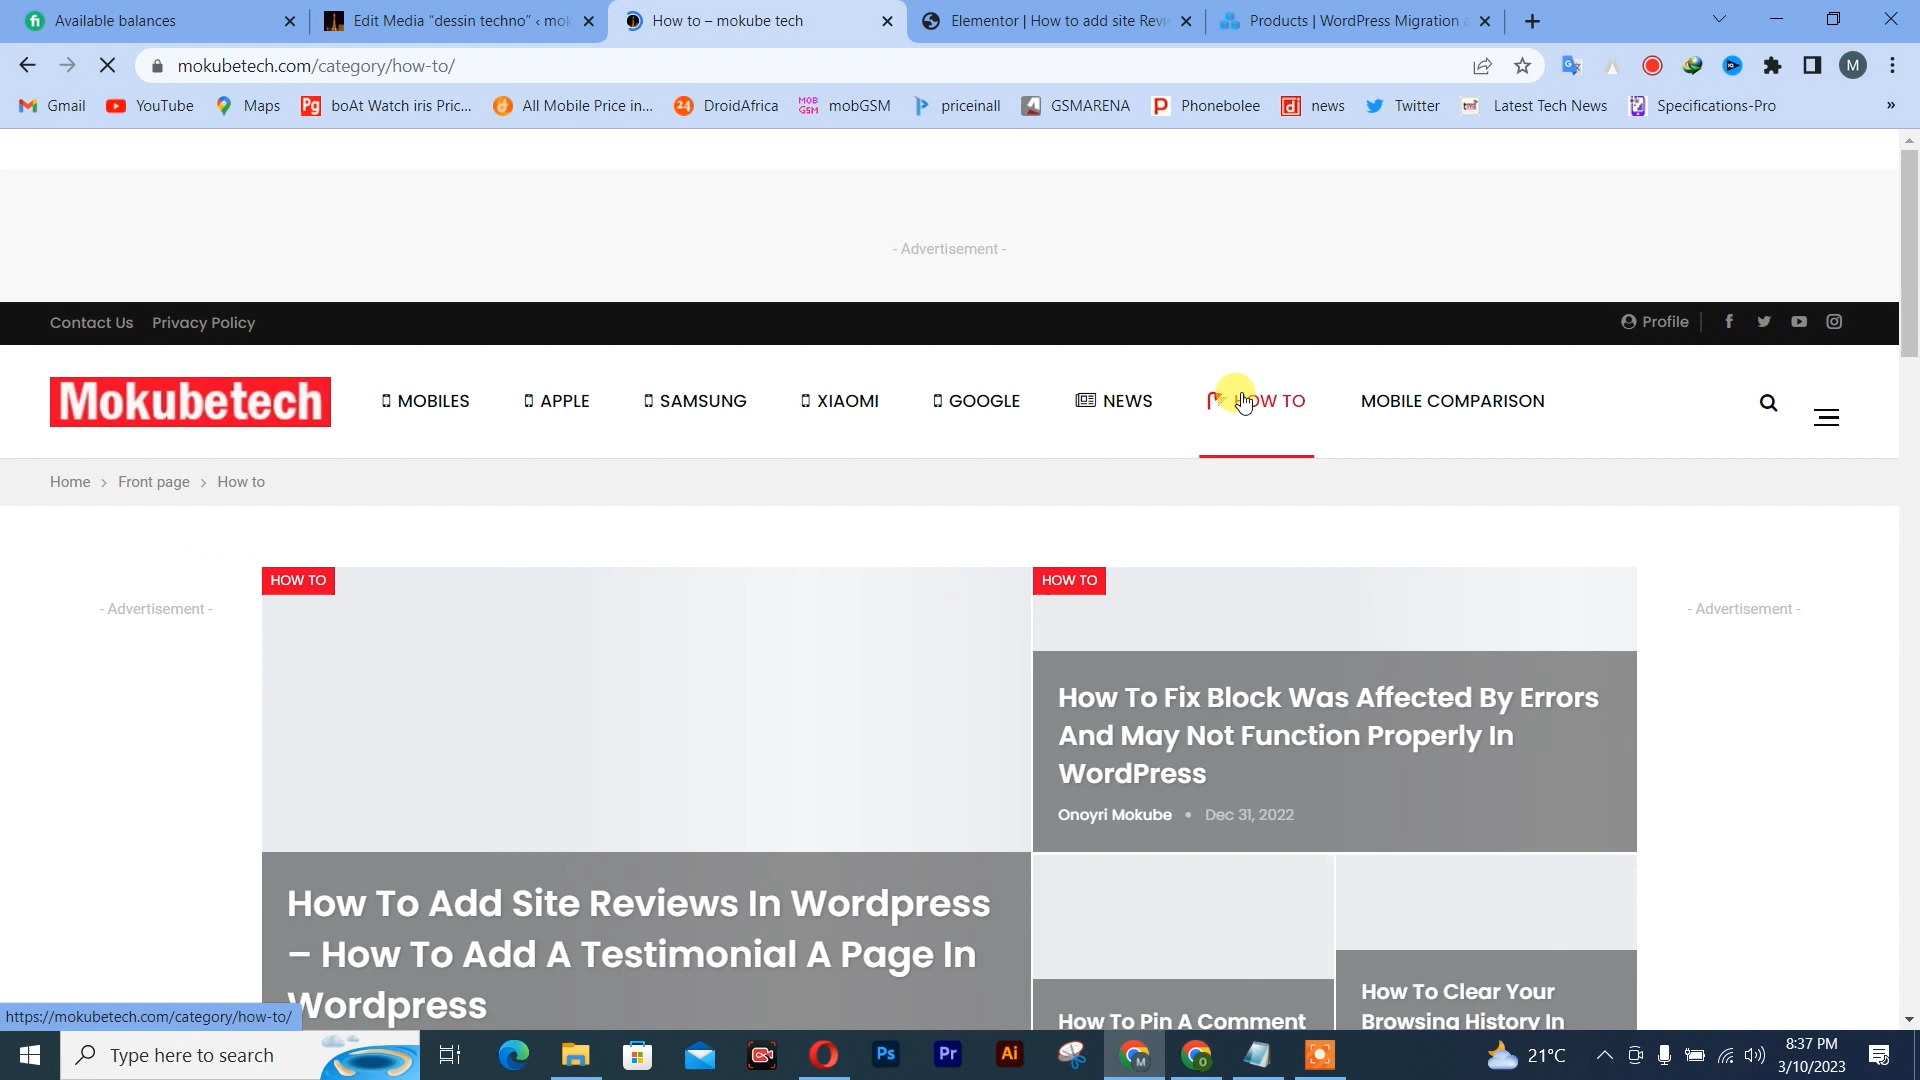 Available balances
Edit Media “dessin techno” ‹ mok
How to – mokube tech
Elementor | How to add site Revi
Products | WordPress Migration a
mokubetech.com/category/how-to/
M
Gmail
YouTube
Maps
boAt Watch iris Pric...
All Mobile Price in...
DroidAfrica
mobGSM
priceinall
GSMARENA
Phonebolee
news
Twitter
Latest Tech News
Specifications-Pro
»
- Advertisement -
Contact Us
Privacy Policy
Profile
Mokubetech
MOBILES
APPLE
SAMSUNG
XIAOMI
GOOGLE
NEWS
HOW TO
MOBILE COMPARISON
Home > Front page > How to
- Advertisement -
HOW TO
HOW TO
- Advertisement -
How To Fix Block Was Affected By Errors
And May Not Function Properly In
WordPress
Onoyri Mokube • Dec 31, 2022
How To Add Site Reviews In Wordpress
– How To Add A Testimonial A Page In
Wordpress
How To Pin A Comment
How To Clear Your
Browsing History In
https://mokubetech.com/category/how-to/
Type here to search
Ps
Pr
Ai
21°C
8:37 PM
3/10/2023